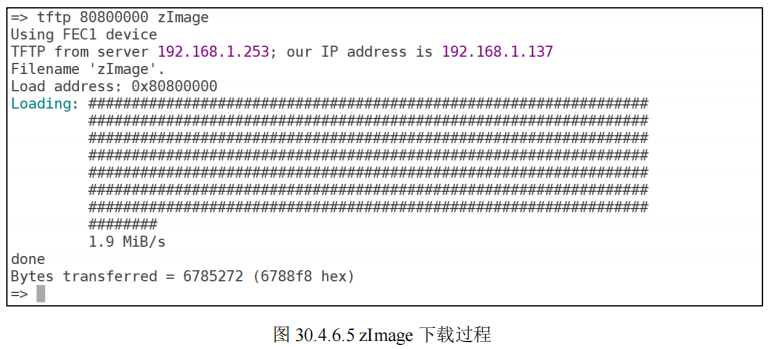 => tftp 80800000 zImage
Using FEC1 device
TFTP from server 192.168.1.253; our IP address is 192.168.1.137
Filename 'zImage'.
Load address: 0x80800000
Loading: #################################################################
#################################################################
#################################################################
#################################################################
#################################################################
#################################################################
#################################################################
########
1.9 MiB/s
done
Bytes transferred = 6785272 (6788f8 hex)
=>
图 30.4.6.5 zImage 下载过程